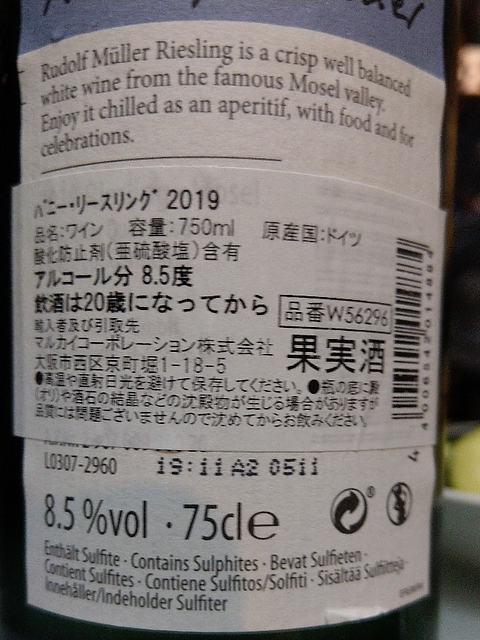 Rudolf Müller Riesling is a crisp well balanced
white wine from the famous Mosel valley.
Enjoy it chilled as an aperitif, with food and for
celebrations.
バニー・リースリング 2019
品名:ワイン 容量:750ml 原産国:ドイツ
酸化防止剤(亜硫酸塩)含有
アルコール分 8.5度
飲酒は20歳になってから 品番W56296
輸入者及び引取先
マルカイコーポレーション株式会社 果実酒
大阪市西区京町堀1-18-5
●高温や直射日光を避けて保存してください。●瓶の底に澱
(オリ)や酒石の結晶などの沈殿物が生じる場合がありますが
品質には問題ございませんので沈めてからお飲みください。
L0307-2960 19:11 A2 0511
8.5 %vol · 75cl e
Enthält Sulfite · Contains Sulphites · Bevat Sulfieten ·
Contient Sulfites · Contiene Sulfitos/Solfiti · Sisältää
Innehåller/Indeholder Sulfiter